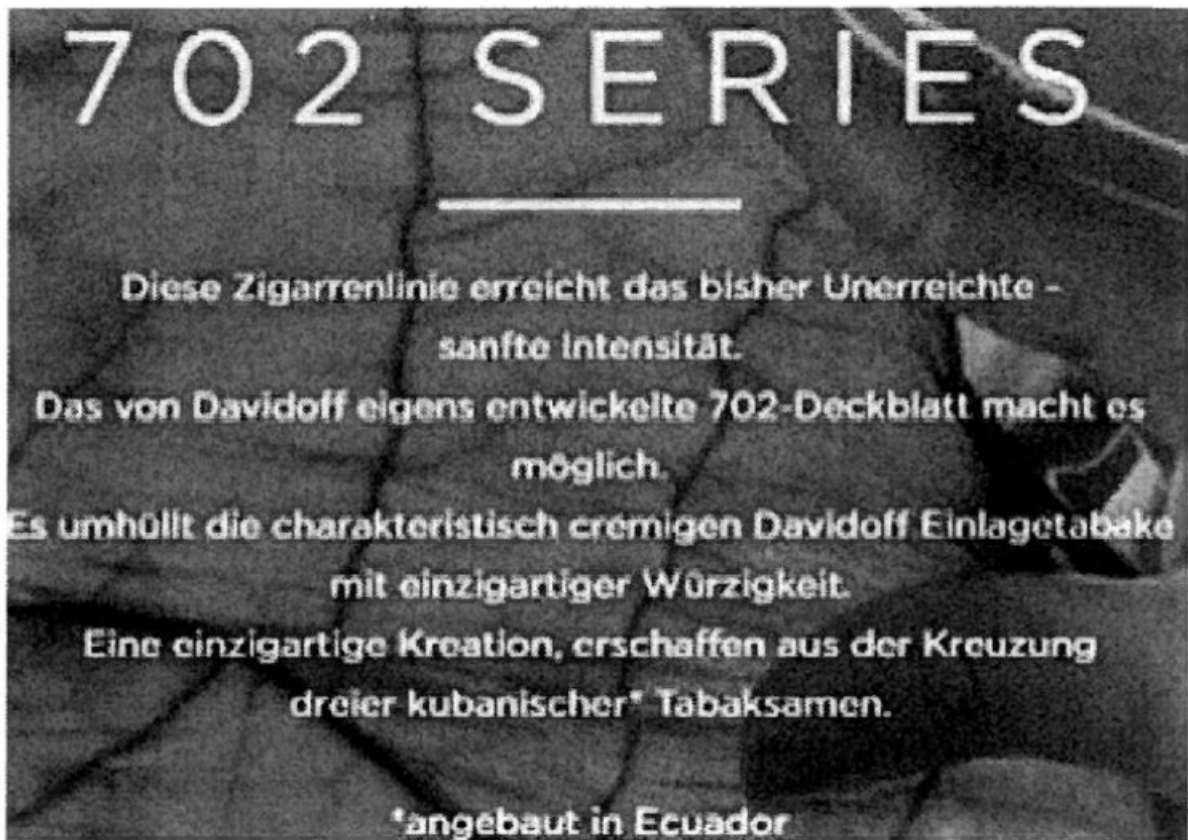 702 SERIES
Diese Zigarrenlinie erreicht das bisher Unerreichte -
sanfte Intensität.
Das von Davidoff eigens entwickelte 702-Deckblatt macht es
möglich.
Es umhüllt die charakteristisch cremigen Davidoff Einlagetabake
mit einzigartiger Würzigkeit.
Eine einzigartige Kreation, erschaffen aus der Kreuzung
dreier kubanischer* Tabaksamen.
*angebaut in Ecuador